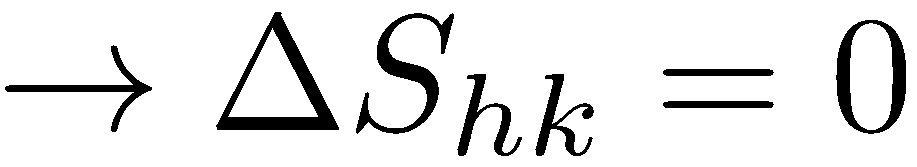 → ΔS_{hk} = 0